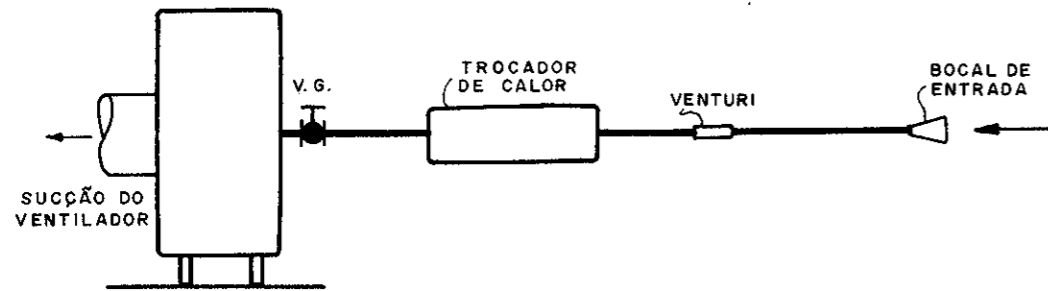 V.G.
TROCADOR
DE CALOR
VENTURI
BOCAL DE
ENTRADA
SUCÇÃO DO
VENTILADOR